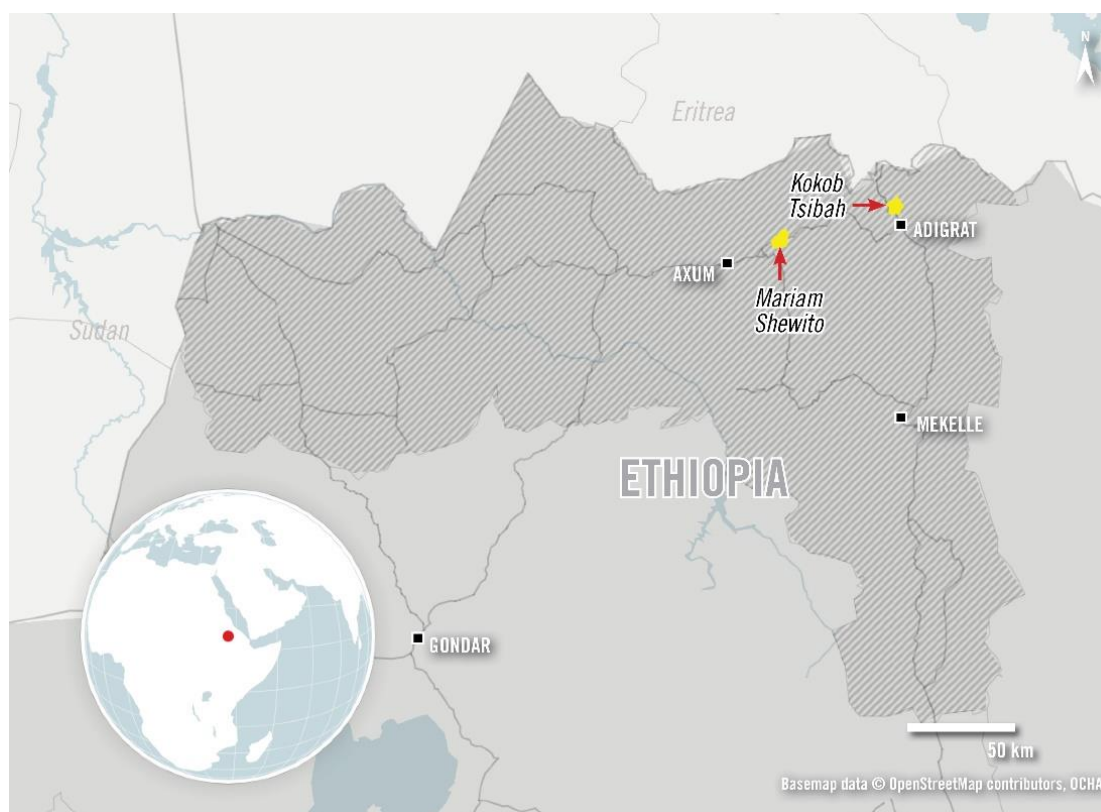 N
Eritrea
Kokob
Tsibah
ADIGRAT
AXUM
Mariam
Shewito
Sudan
MEKELLE
ETHIOPIA
GONDAR
50 km
Basemap data © OpenStreetMap contributors, OCHA